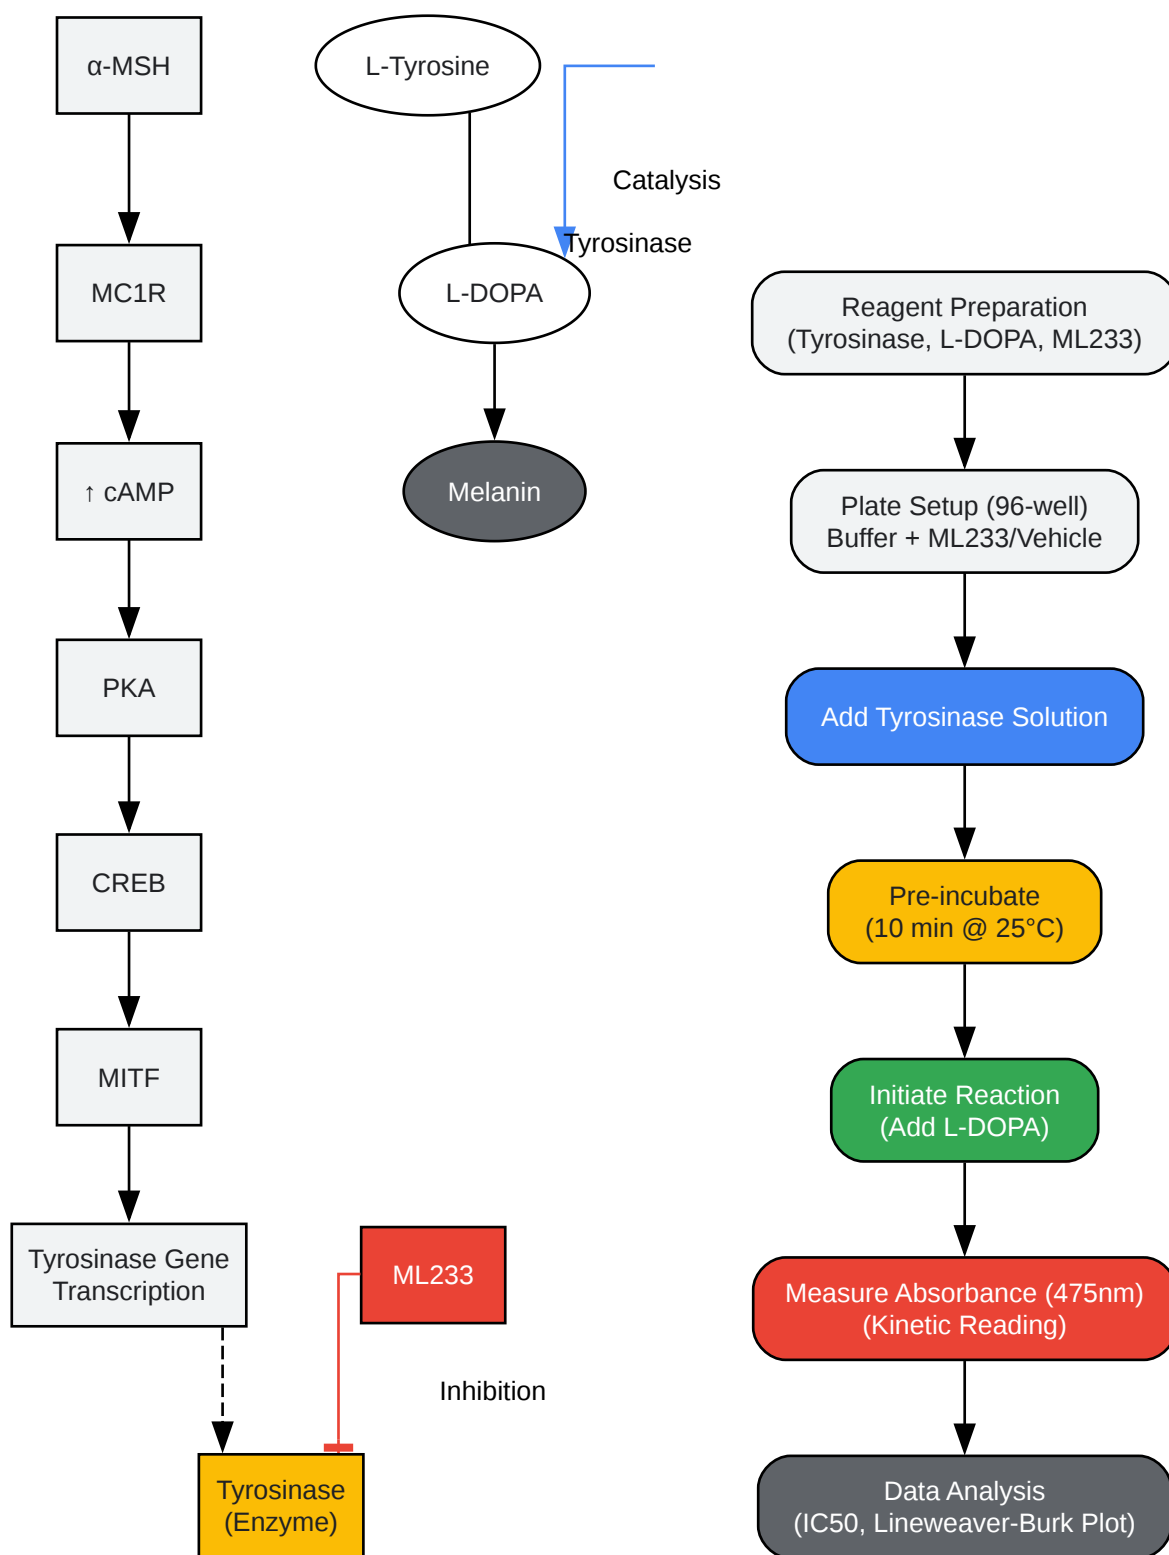 α-MSH
MC1R
↑ cAMP
PKA
CREB
MITF
Tyrosinase Gene
Transcription
Tyrosinase
(Enzyme)
ML233
Inhibition
L-Tyrosine
Catalysis
Tyrosinase
L-DOPA
Melanin
Reagent Preparation
(Tyrosinase, L-DOPA, ML233)
Plate Setup (96-well)
Buffer + ML233/Vehicle
Add Tyrosinase Solution
Pre-incubate
(10 min @ 25°C)
Initiate Reaction
(Add L-DOPA)
Measure Absorbance (475nm)
(Kinetic Reading)
Data Analysis
(IC50, Lineweaver-Burk Plot)